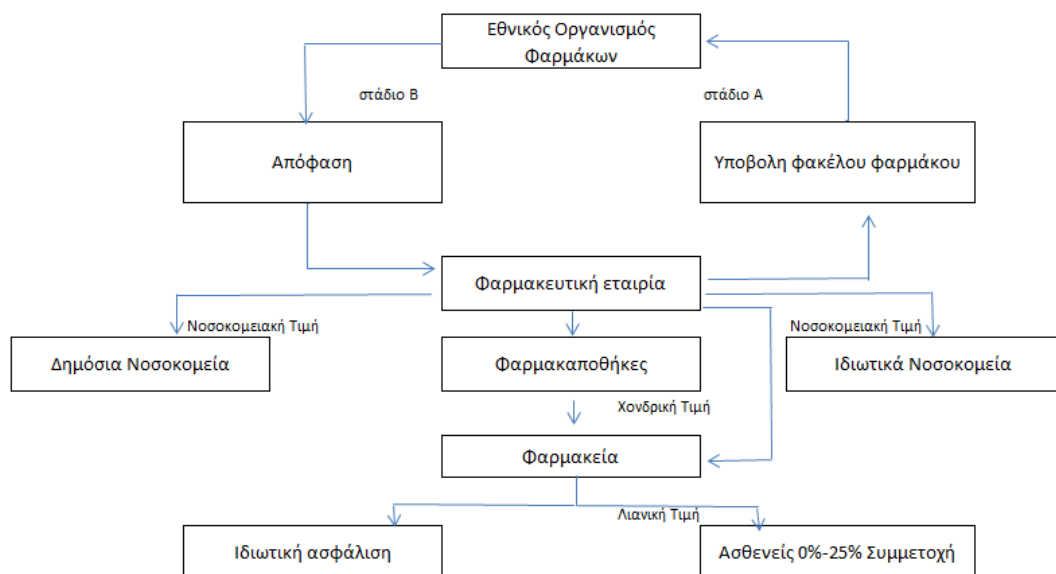 Εθνικός Οργανισμός
Φαρμάκων
στάδιο Β
στάδιο Α
Απόφαση
Υποβολη φακέλου φαρμάκου
Φαρμακευτική εταιρία
Νοσοκομειακή Τιμή
Νοσοκομειακή Τιμή
Δημόσια Νοσοκομεία
Φαρμακαποθήκες
Ιδιωτικά Νοσοκομεία
Χονδρική Τιμή
Φαρμακεία
Λιανική Τιμή
Ιδιωτική ασφάλιση
Ασθενείς 0%-25% Συμμετοχή